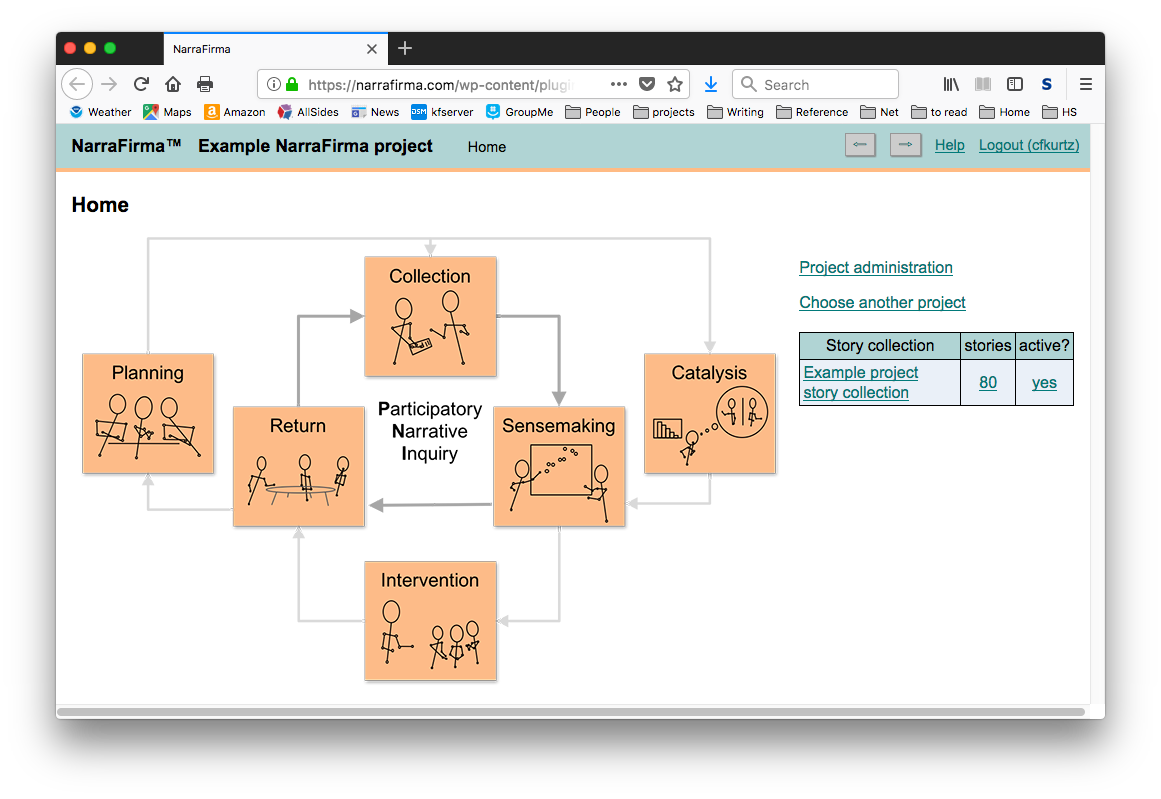 NarraFirma
https://narrafirma.com/wp-content/plugi
Search
Weather Maps Amazon AllSides News kfserver GroupMe People projects Writing Reference Net to read Home HS
NarraFirma™ Example NarraFirma project Home Help Logout (cfkurtz)
Home
Collection
Planning
Return
Participatory
Narrative
Inquiry
Sensemaking
Catalysis
Intervention
Project administration
Choose another project
Story collection stories active?
Example project
story collection
80 yes